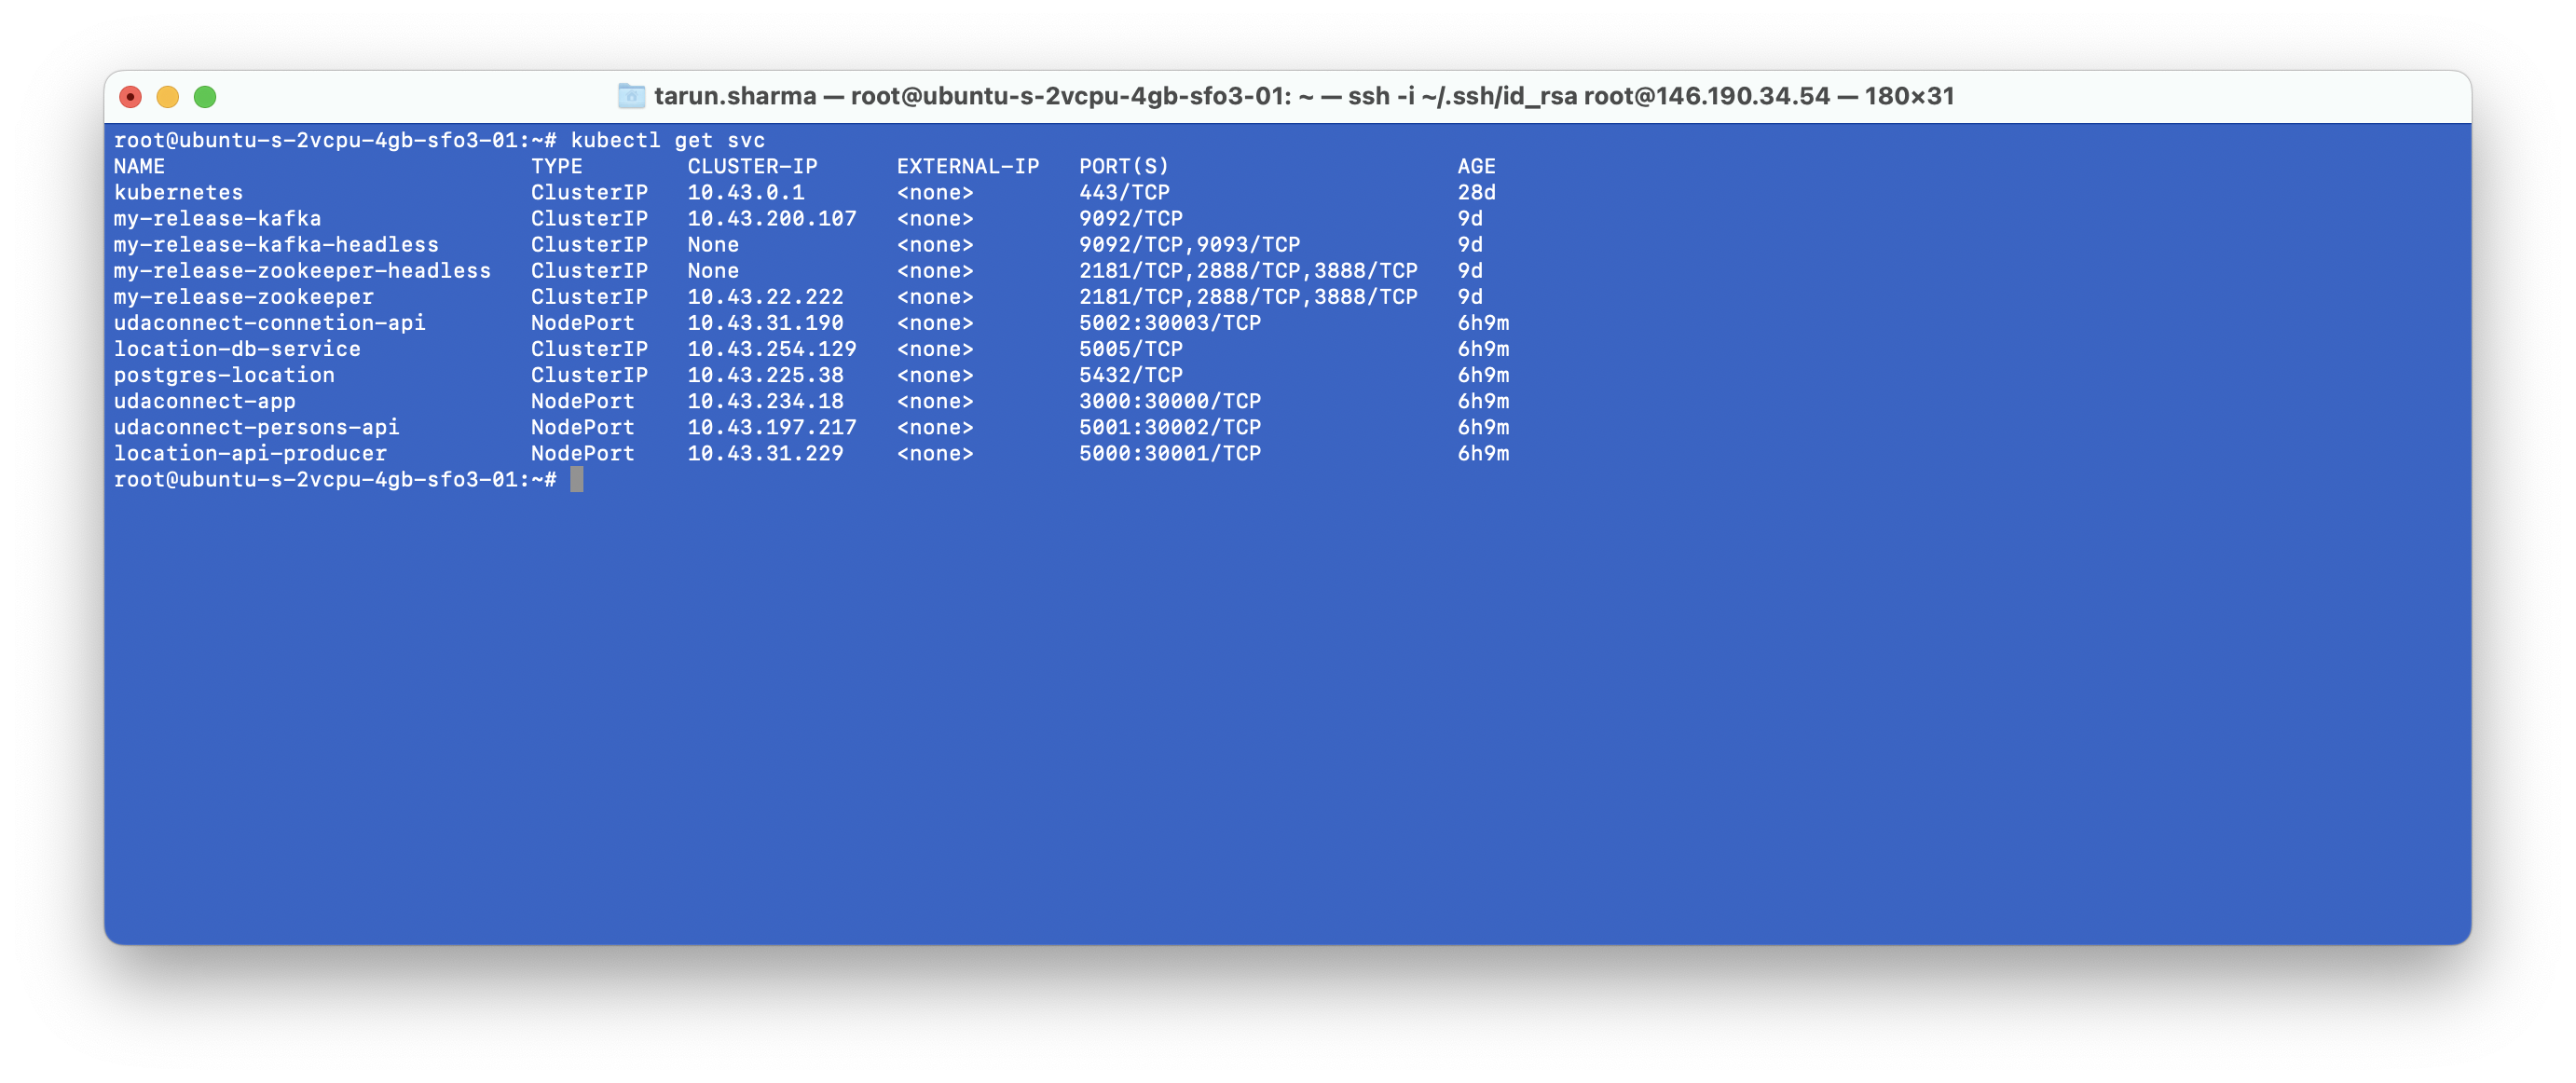 tarun.sharma — root@ubuntu-s-2vcpu-4gb-sfo3-01: ~ — ssh -i ~/.ssh/id_rsa root@146.190.34.54 — 180×31
root@ubuntu-s-2vcpu-4gb-sfo3-01:~# kubectl get svc
NAME                            TYPE        CLUSTER-IP      EXTERNAL-IP   PORT(S)                      AGE
kubernetes                      ClusterIP   10.43.0.1       <none>        443/TCP                      28d
my-release-kafka                ClusterIP   10.43.200.107   <none>        9092/TCP                     9d
my-release-kafka-headless       ClusterIP   None            <none>        9092/TCP,9093/TCP            9d
my-release-zookeeper-headless   ClusterIP   None            <none>        2181/TCP,2888/TCP,3888/TCP   9d
my-release-zookeeper            ClusterIP   10.43.22.222    <none>        2181/TCP,2888/TCP,3888/TCP   9d
udaconnect-connetion-api        NodePort    10.43.31.190    <none>        5002:30003/TCP               6h9m
location-db-service             ClusterIP   10.43.254.129   <none>        5005/TCP                     6h9m
postgres-location               ClusterIP   10.43.225.38    <none>        5432/TCP                     6h9m
udaconnect-app                  NodePort    10.43.234.18    <none>        3000:30000/TCP               6h9m
udaconnect-persons-api          NodePort    10.43.197.217   <none>        5001:30002/TCP               6h9m
location-api-producer           NodePort    10.43.31.229    <none>        5000:30001/TCP               6h9m
root@ubuntu-s-2vcpu-4gb-sfo3-01:~#